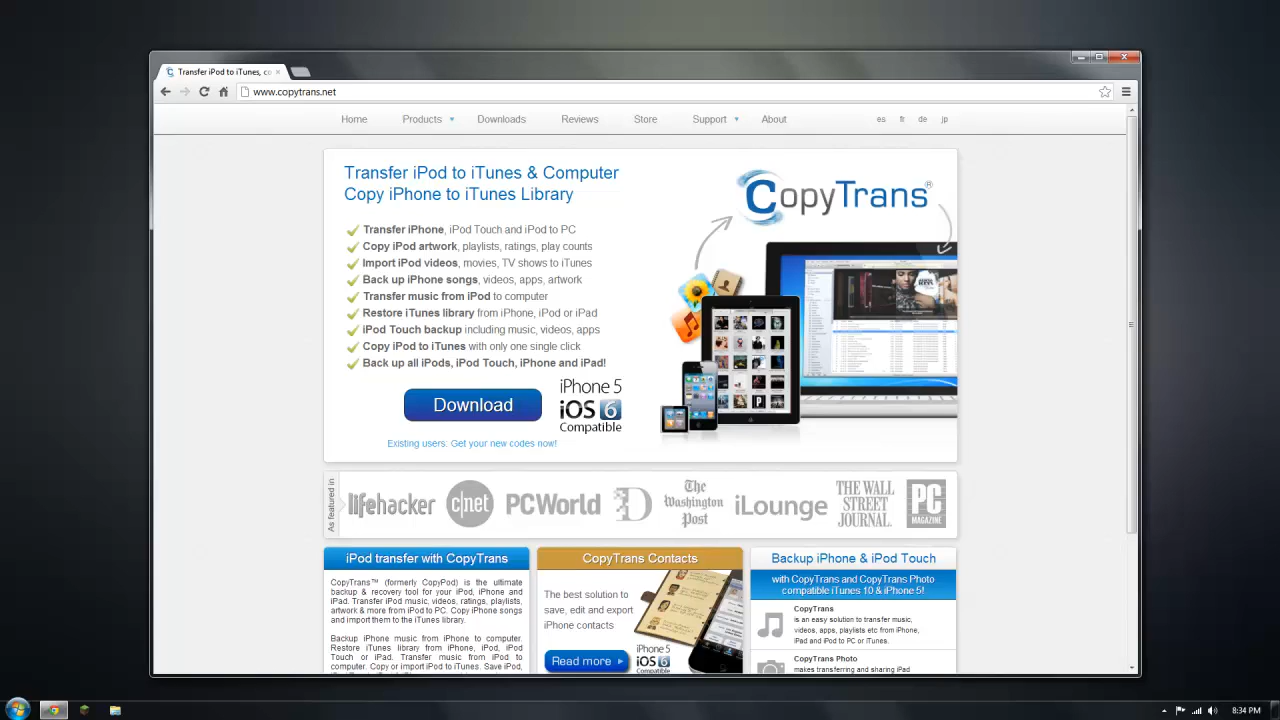 Transfer iPod to iTunes, co
www.copytrans.net
Home Products Downloads Reviews Store Support About es fr de jp
Transfer iPod to iTunes & Computer
Copy iPhone to iTunes Library
CopyTrans®
Transfer iPhone, iPod Touch and iPod to PC
Copy iPod artwork, playlists, ratings, play counts
Import iPod videos, movies, TV shows to iTunes
Back up iPhone songs, videos, apps, artwork
Transfer music from iPod to computer
Restore iTunes library from iPhone, iPod or iPad
iPod Touch backup including music, videos, apps
Copy iPod to iTunes with only one single click
Back up all iPods, iPod Touch, iPhone and iPad!
Download
iPhone 5
iOS 6
Compatible
Existing users: Get your new codes now!
As featured in
lifehacker
c|net
PCWorld
D
The
Washington
Post
iLounge
THE WALL
STREET
JOURNAL.
PC
MAGAZINE
iPod transfer with CopyTrans
CopyTrans™ (formerly CopyPod) is the ultimate
backup & recovery tool for your iPod, iPhone and
iPad. Transfer iPod music, videos, ratings, playlists,
artwork & more from iPod to PC. Copy iPhone songs
and import them to the iTunes library.
Backup iPhone music from iPhone to computer.
Restore iTunes library from iPhone, iPod, iPod
Touch or iPad. Transfer music from iPod to
computer. Copy or import iPod to iTunes. Save iPod,
CopyTrans Contacts
The best solution to
save, edit and export
iPhone contacts
Read more
iPhone 5
iOS 6
Compatible
Backup iPhone & iPod Touch
with CopyTrans and CopyTrans Photo
compatible iTunes 10 & iPhone 5!
CopyTrans
is an easy solution to transfer music,
videos, apps, playlists etc from iPhone,
iPad and iPod to PC or iTunes.
CopyTrans Photo
makes transferring and sharing iPad
8:34 PM